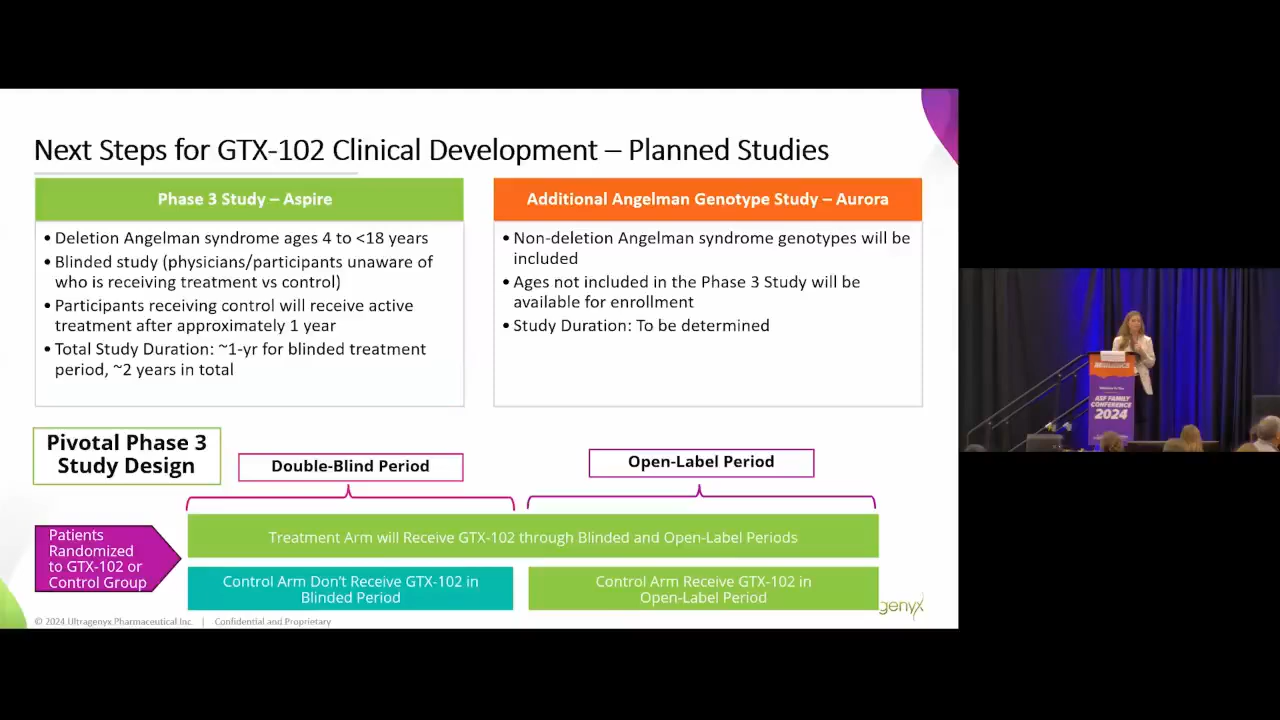 Next Steps for GTX-102 Clinical Development – Planned Studies
Phase 3 Study – Aspire
• Deletion Angelman syndrome ages 4 to <18 years
• Blinded study (physicians/participants unaware of
who is receiving treatment vs control)
• Participants receiving control will receive active
treatment after approximately 1 year
• Total Study Duration: ~1-yr for blinded treatment
period, ~2 years in total
Additional Angelman Genotype Study – Aurora
• Non-deletion Angelman syndrome genotypes will be
included
• Ages not included in the Phase 3 Study will be
available for enrollment
• Study Duration: To be determined
Pivotal Phase 3
Study Design
Double-Blind Period
Open-Label Period
Patients
Randomized
to GTX-102 or
Control Group
Treatment Arm will Receive GTX-102 through Blinded and Open-Label Periods
Control Arm Don't Receive GTX-102 in
Blinded Period
Control Arm Receive GTX-102 in
Open-Label Period
genyx
© 2024 Ultragenyx Pharmaceutical Inc. | Confidential and Proprietary
ASF FAMILY
CONFERENCE
2024